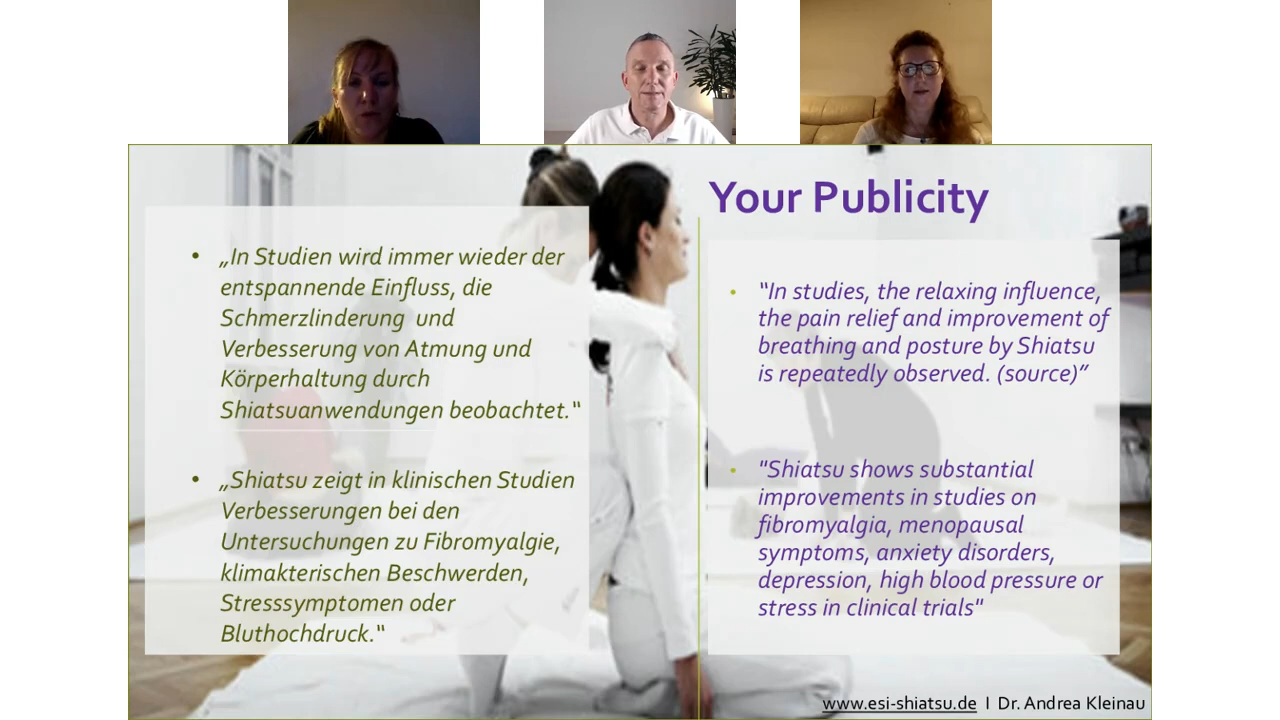 Your Publicity
• „In Studien wird immer wieder der
entspannende Einfluss, die
Schmerzlinderung und
Verbesserung von Atmung und
Körperhaltung durch
Shiatsuanwendungen beobachtet.“
• „Shiatsu zeigt in klinischen Studien
Verbesserungen bei den
Untersuchungen zu Fibromyalgie,
klimakterischen Beschwerden,
Stresssymptomen oder
Bluthochdruck.“
• “In studies, the relaxing influence,
the pain relief and improvement of
breathing and posture by Shiatsu
is repeatedly observed. (source)”
• "Shiatsu shows substantial
improvements in studies on
fibromyalgia, menopausal
symptoms, anxiety disorders,
depression, high blood pressure or
stress in clinical trials"
www.esi-shiatsu.de I Dr. Andrea Kleinau